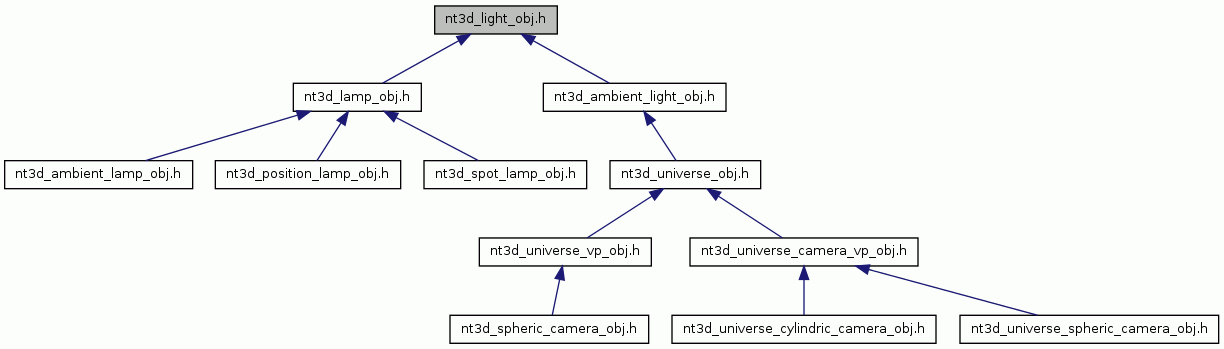 nt3d_light_obj.h
nt3d_lamp_obj.h
nt3d_ambient_light_obj.h
nt3d_ambient_lamp_obj.h
nt3d_position_lamp_obj.h
nt3d_spot_lamp_obj.h
nt3d_universe_obj.h
nt3d_universe_vp_obj.h
nt3d_universe_camera_vp_obj.h
nt3d_spheric_camera_obj.h
nt3d_universe_cylindric_camera_obj.h
nt3d_universe_spheric_camera_obj.h